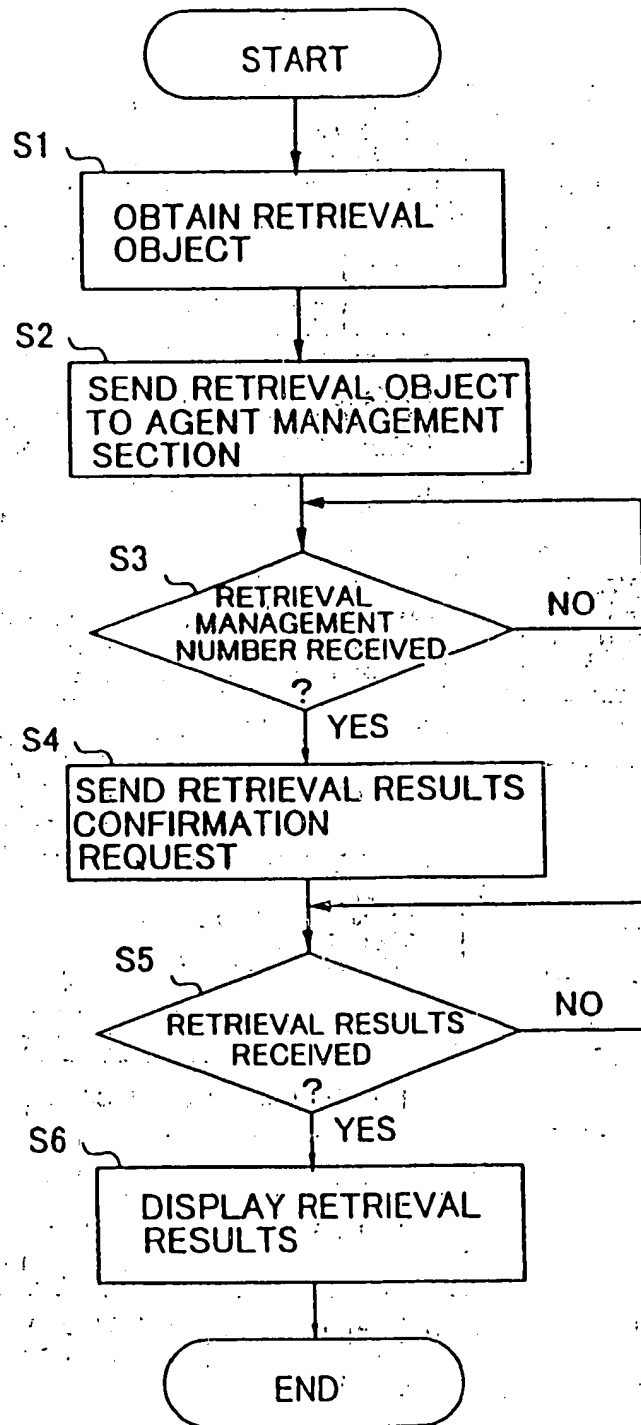 START
S1
OBTAIN RETRIEVAL
OBJECT
S2
SEND RETRIEVAL OBJECT
TO AGENT MANAGEMENT
SECTION
S3
RETRIEVAL
MANAGEMENT
NUMBER RECEIVED
?
NO
YES
S4
SEND RETRIEVAL RESULTS
CONFIRMATION
REQUEST
S5
RETRIEVAL RESULTS
RECEIVED
?
NO
YES
S6
DISPLAY RETRIEVAL
RESULTS
END